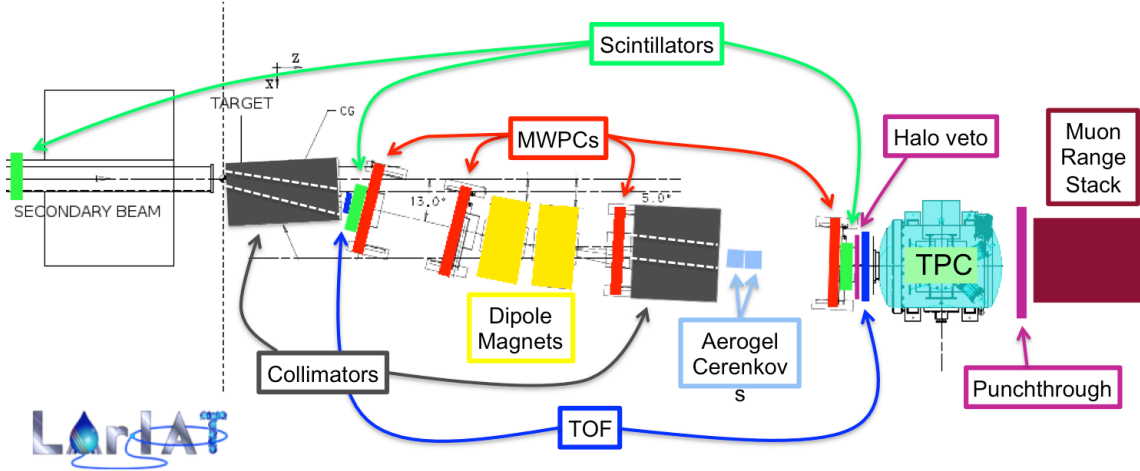 Scintillators
Z
X
TARGET
CG
MWPCs
Halo veto
Muon
Range
Stack
SECONDARY BEAM
13.0°
5.0°
TPC
Dipole
Magnets
Aerogel
Cerenkov
s
Collimators
Punchthrough
TOF
LArIAT